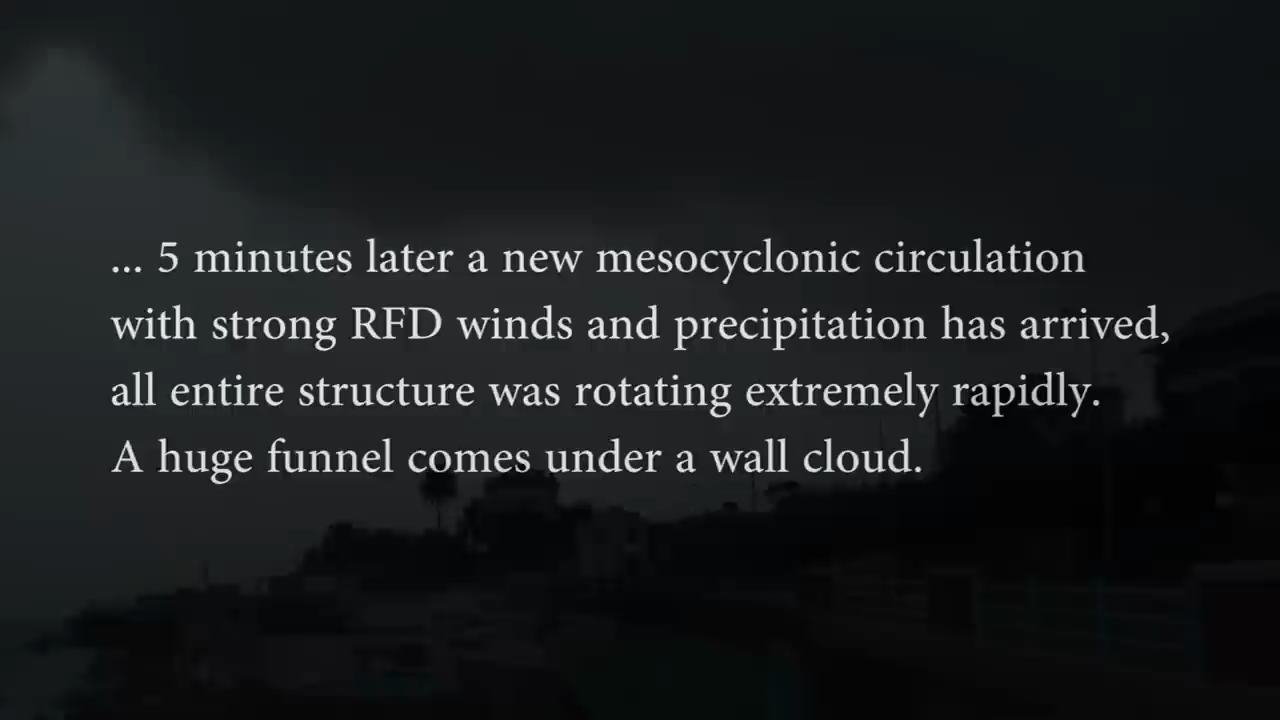 ... 5 minutes later a new mesocyclonic circulation
with strong RFD winds and precipitation has arrived,
all entire structure was rotating extremely rapidly.
A huge funnel comes under a wall cloud.